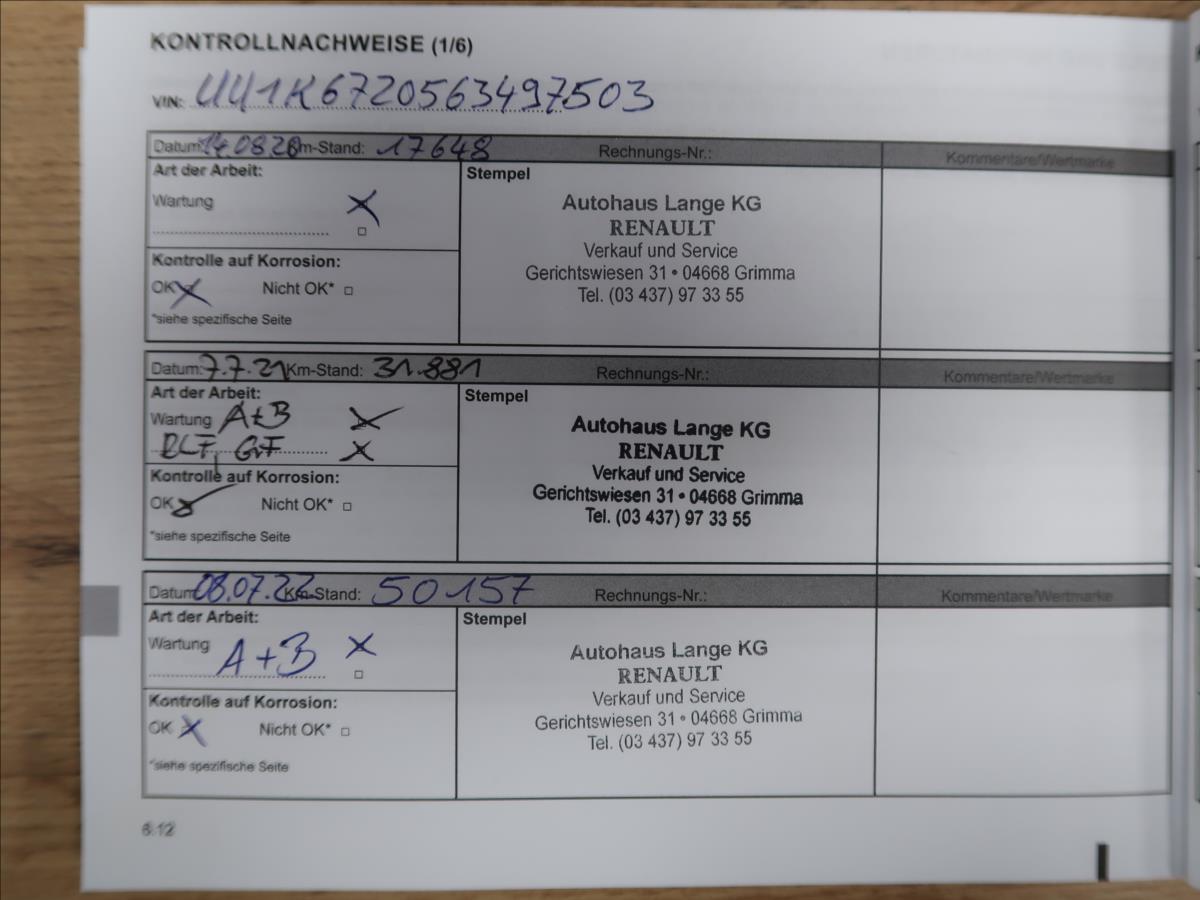 KONTROLLNACHWEISE (1/6)
VIN: UU1K6720563497503
Datum: 14.08.20 Km-Stand: 17648 Rechnungs-Nr.: Kommentare/Wertmarke
Art der Arbeit:
Stempel
Wartung
Autohaus Lange KG
RENAULT
Verkauf und Service
Gerichtswiesen 31 • 04668 Grimma
Tel. (03 437) 97 33 55
Kontrolle auf Korrosion:
OK Nicht OK*
*siehe spezifische Seite
Datum: 7.7.21 Km-Stand: 31.881 Rechnungs-Nr.: Kommentare/Wertmarke
Art der Arbeit:
Stempel
Wartung A+B
GF
Autohaus Lange KG
RENAULT
Verkauf und Service
Gerichtswiesen 31 • 04668 Grimma
Tel. (03 437) 97 33 55
Kontrolle auf Korrosion:
OK Nicht OK*
*siehe spezifische Seite
Datum: 08.07.22 Km-Stand: 50157 Rechnungs-Nr.: Kommentare/Wertmarke
Art der Arbeit:
Stempel
Wartung A+B
Autohaus Lange KG
RENAULT
Verkauf und Service
Gerichtswiesen 31 • 04668 Grimma
Tel. (03 437) 97 33 55
Kontrolle auf Korrosion:
OK Nicht OK*
*siehe spezifische Seite
6.12